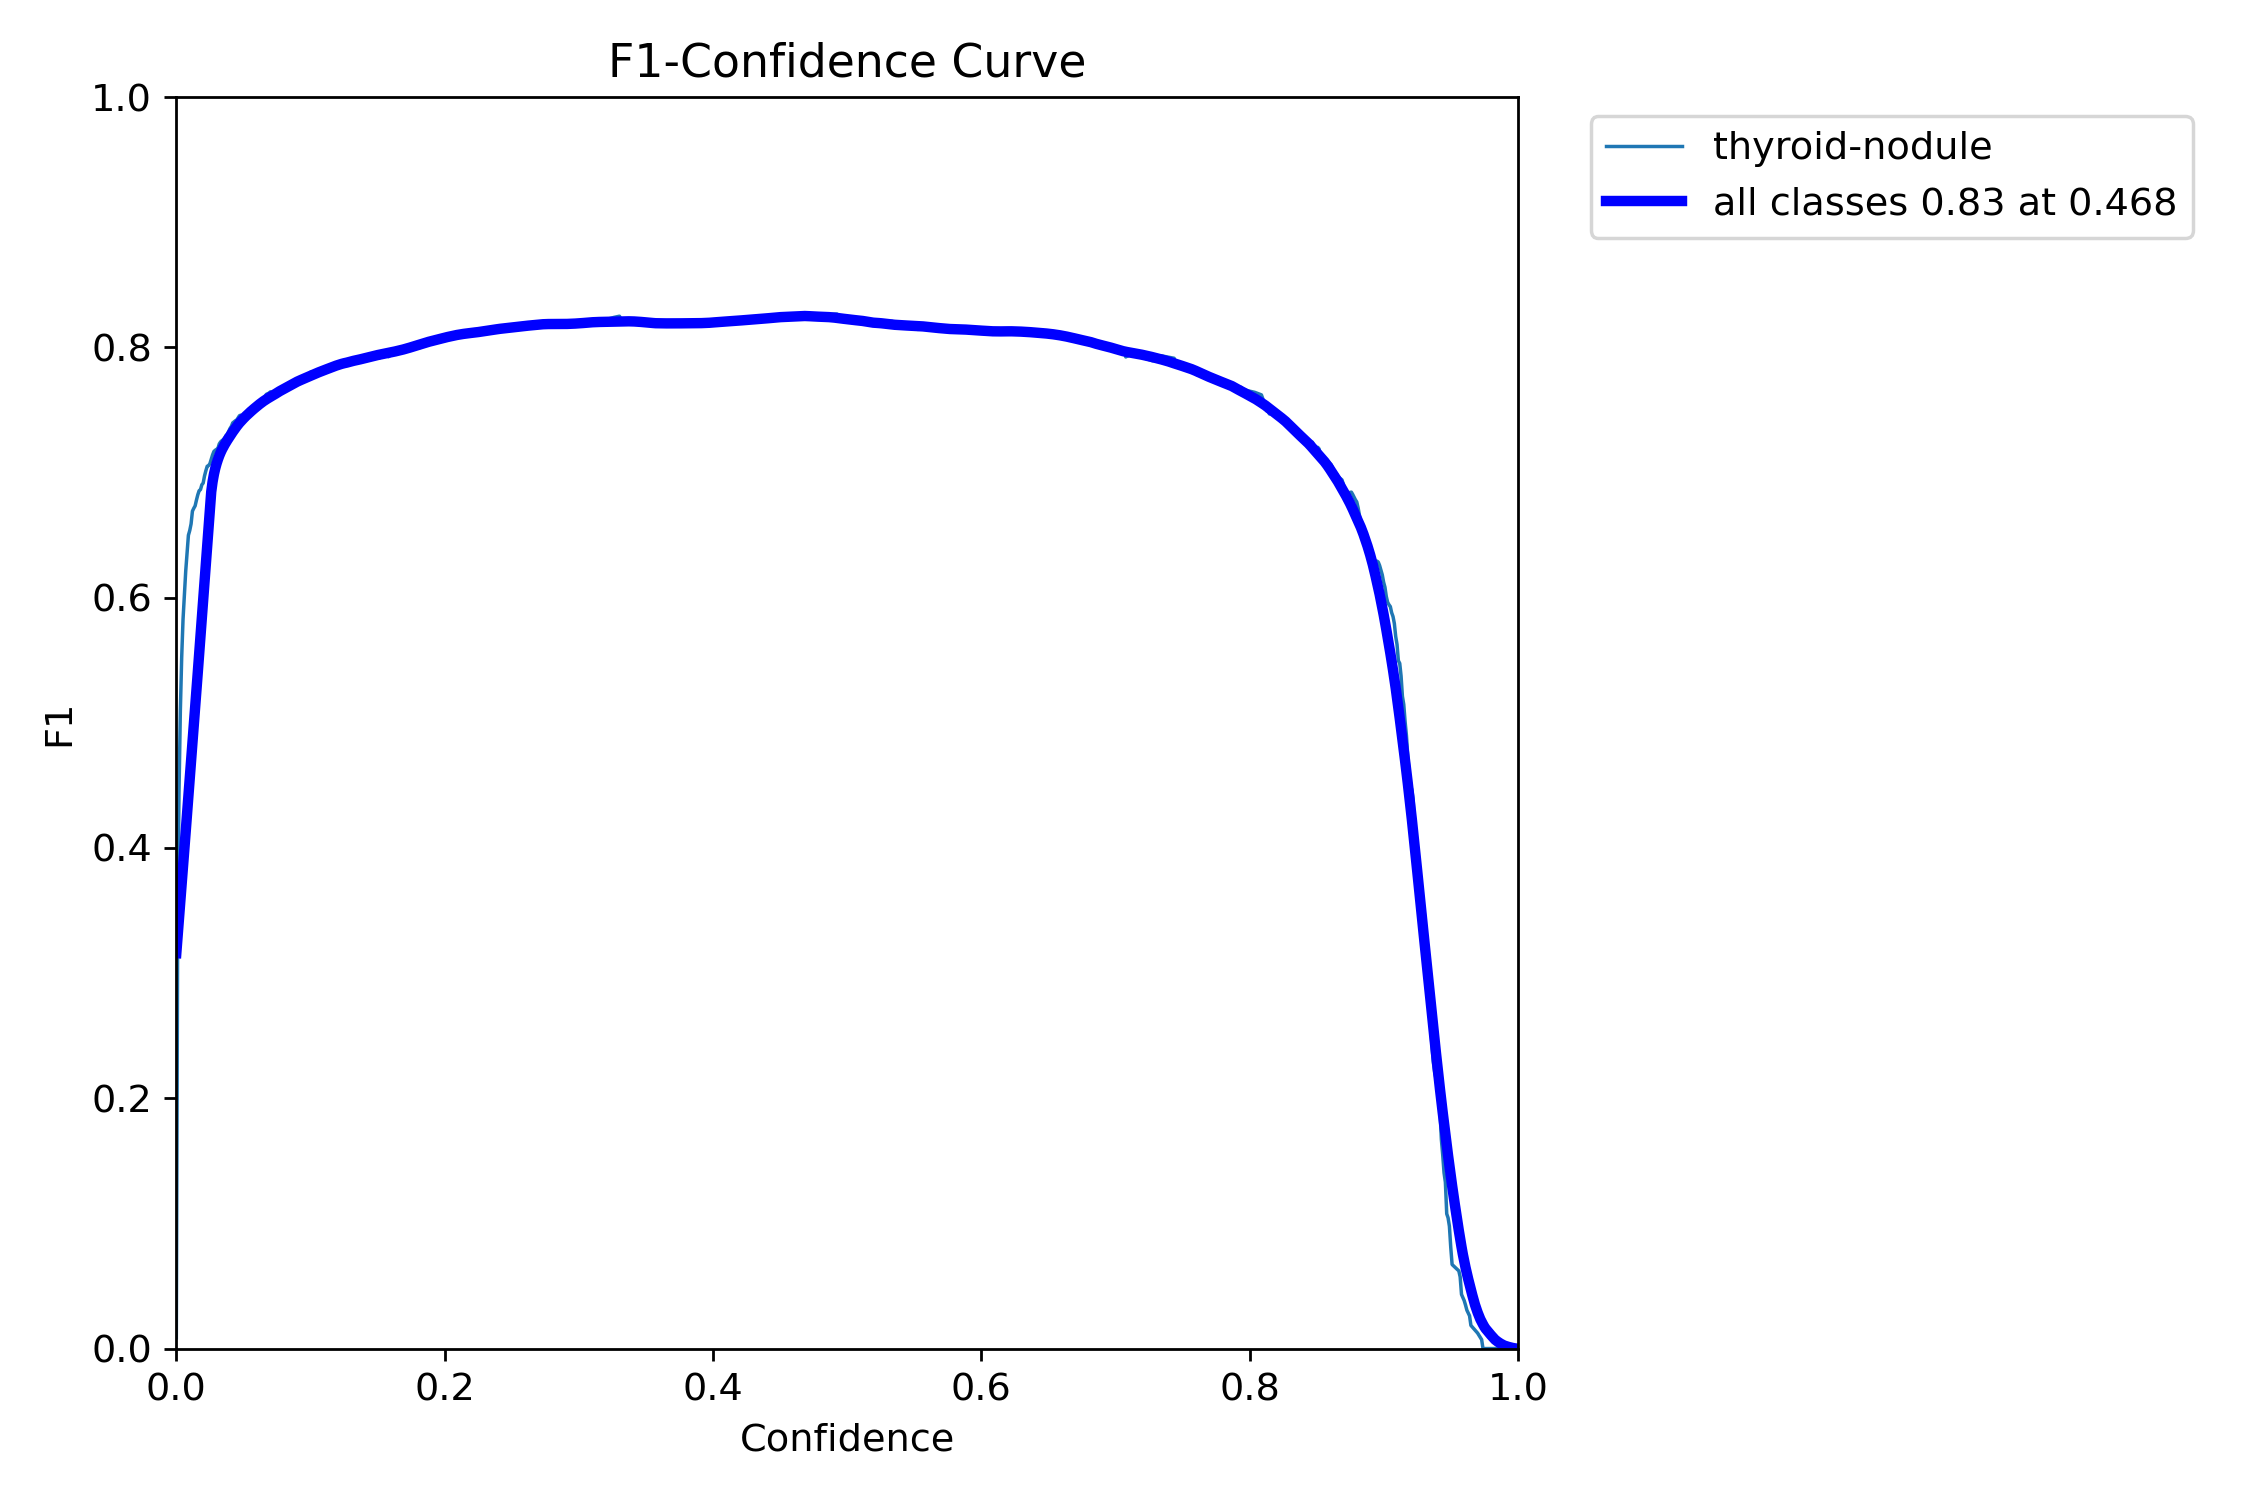 F1-Confidence Curve
thyroid-nodule
all classes 0.83 at 0.468
F1
1.0
0.8
0.6
0.4
0.2
0.0
0.0 0.2 0.4 0.6 0.8 1.0
Confidence